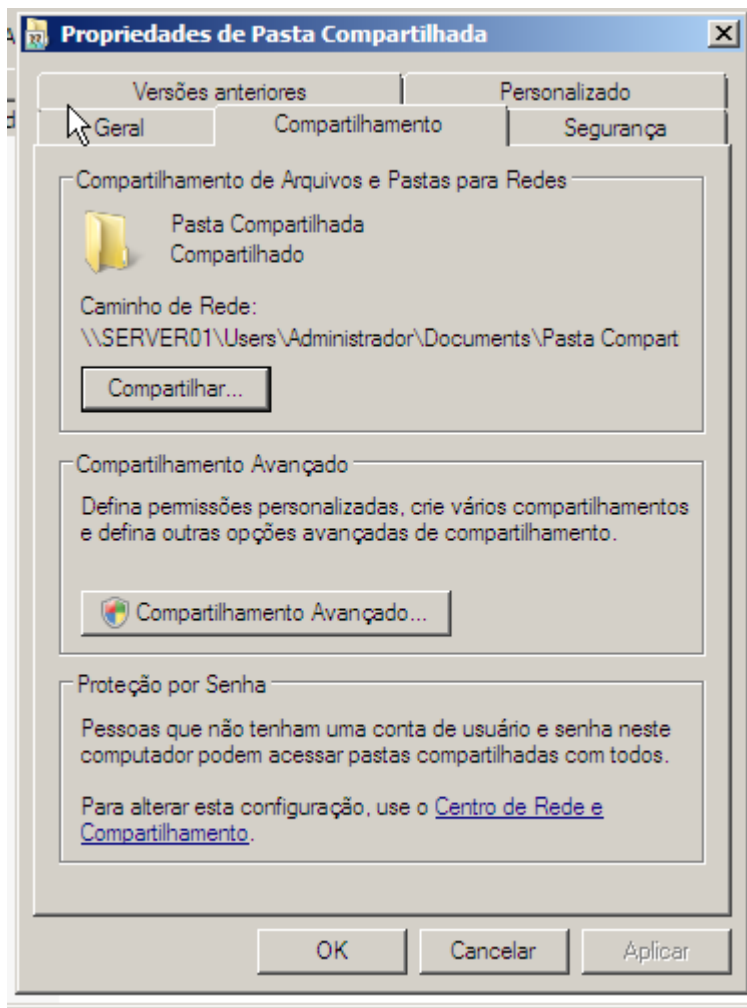 Propriedades de Pasta Compartilhada
Versões anteriores
Personalizado
Geral
Compartilhamento
Segurança
Compartilhamento de Arquivos e Pastas para Redes
Pasta Compartilhada
Compartilhado
Caminho de Rede:
\\SERVER01\Users\Administrador\Documents\Pasta Compart
Compartilhar...
Compartilhamento Avançado
Defina permissões personalizadas, crie vários compartilhamentos
e defina outras opções avançadas de compartilhamento.
Compartilhamento Avançado...
Proteção por Senha
Pessoas que não tenham uma conta de usuário e senha neste
computador podem acessar pastas compartilhadas com todos.
Para alterar esta configuração, use o Centro de Rede e
Compartilhamento.
OK
Cancelar
Aplicar